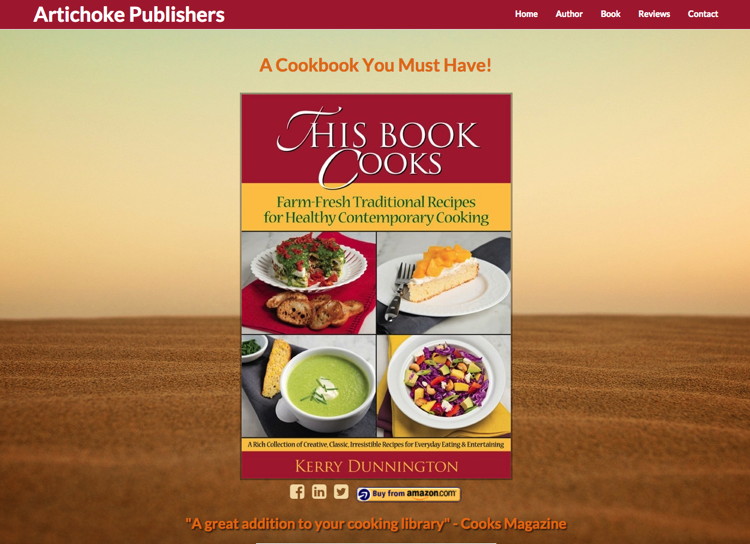 Artichoke Publishers
Home Author Book Reviews Contact
A Cookbook You Must Have!
THIS BOOK
COOKS
Farm-Fresh Traditional Recipes
for Healthy Contemporary Cooking
A Rich Collection of Creative, Classic, Irresistible Recipes for Everyday Eating & Entertaining
KERRY DUNNINGTON
Buy from amazon.com
"A great addition to your cooking library" - Cooks Magazine